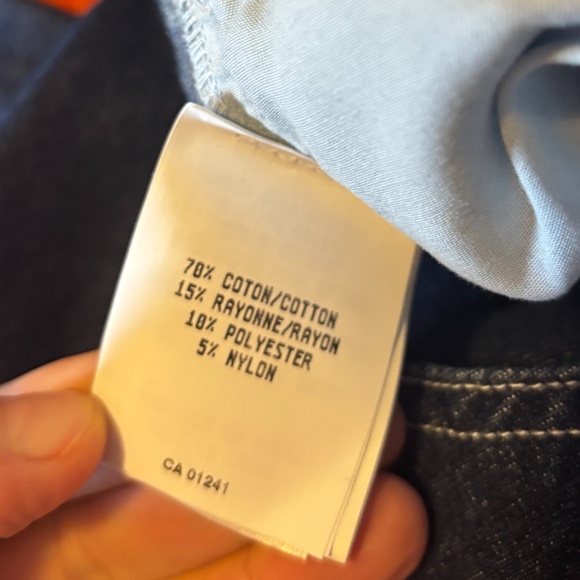 70% COTON/COTTON
15% RAYONNE/RAYON
10% POLYESTER
5% NYLON
CA 01241